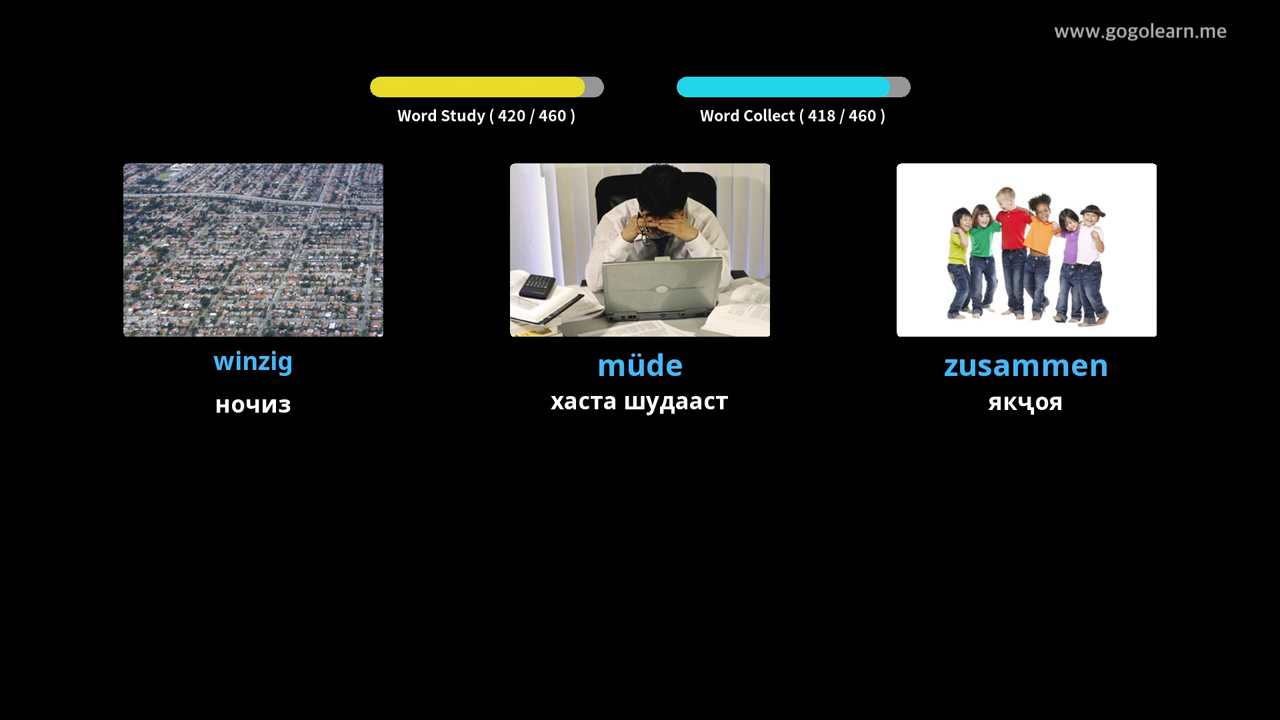 www.gogolearn.me
Word Study ( 420 / 460 )
Word Collect ( 418 / 460 )
winzig
müde
zusammen
ночиз
хаста шудааст
якҷоя